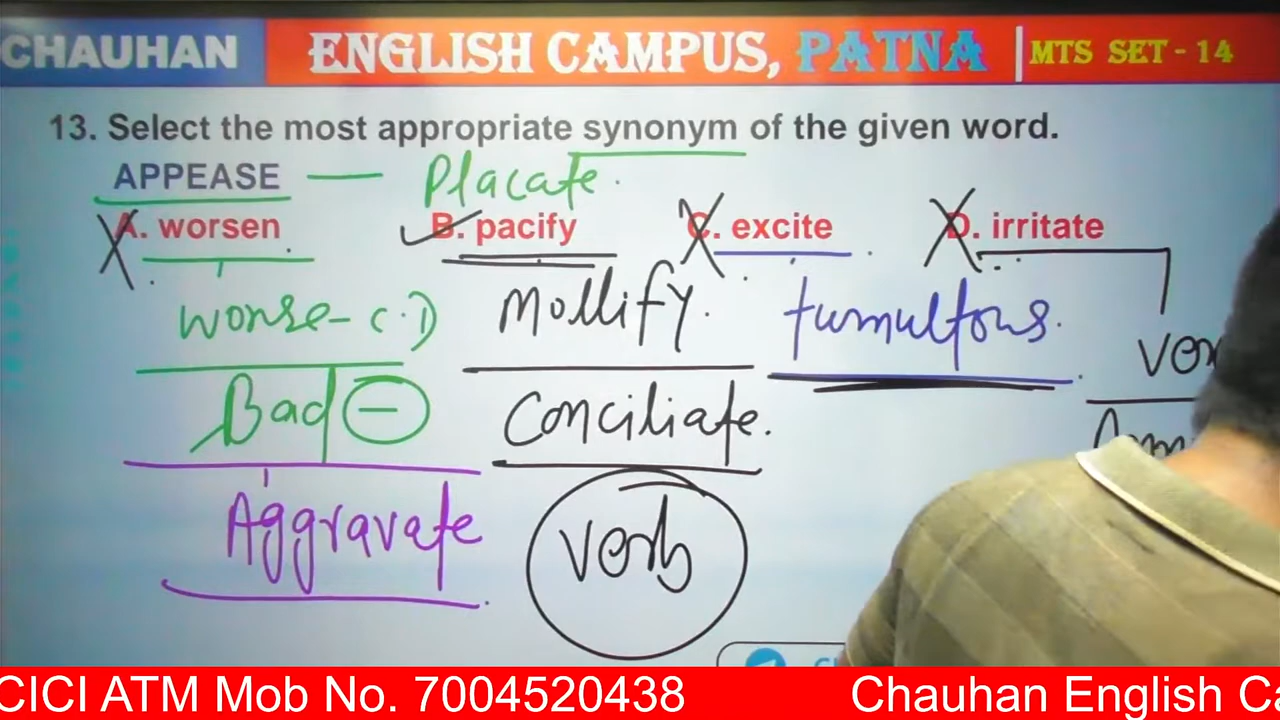 CHAUHAN ENGLISH CAMPUS, PATNA MTS SET - 14
13. Select the most appropriate synonym of the given word.
APPEASE — Placate.
A. worsen B. pacify C. excite D. irritate
worse - Mollify. tumultous.
Bad - Conciliate.
Aggravate Verb
CICI ATM Mob No. 7004520438 Chauhan English Ca